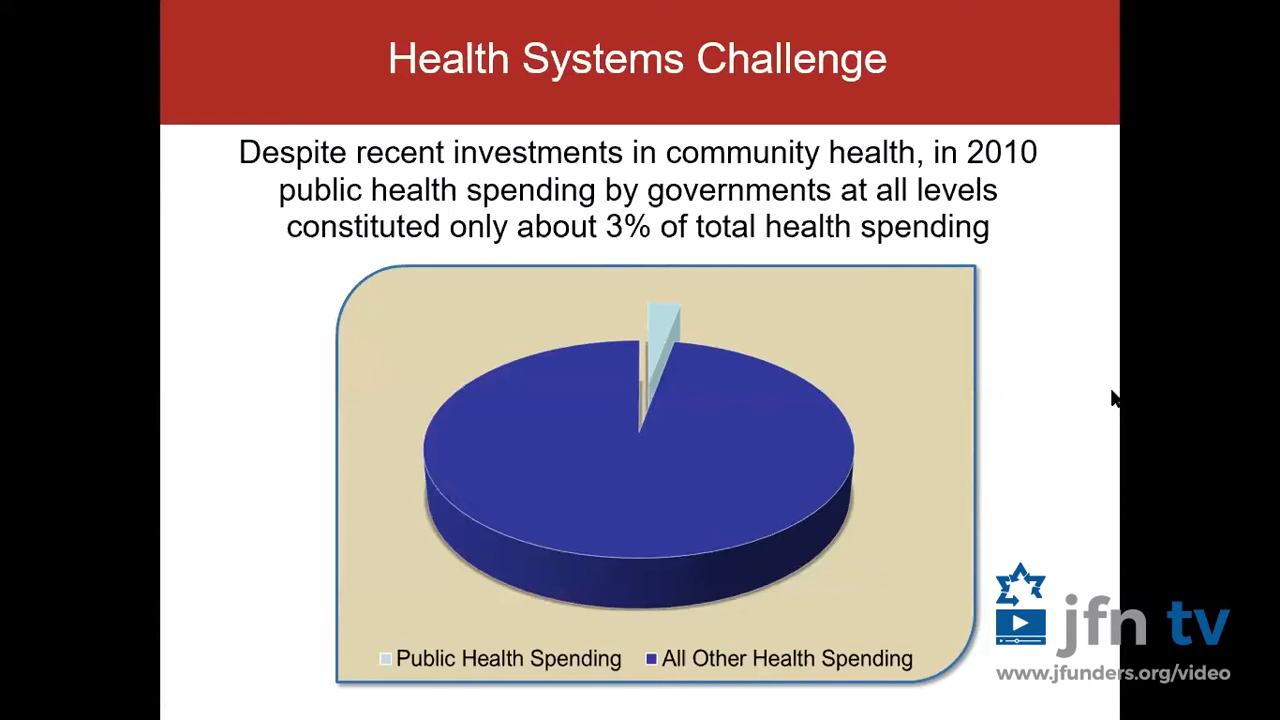 Health Systems Challenge
Despite recent investments in community health, in 2010
public health spending by governments at all levels
constituted only about 3% of total health spending
Public Health Spending All Other Health Spending
jfn tv
www.jfunders.org/video